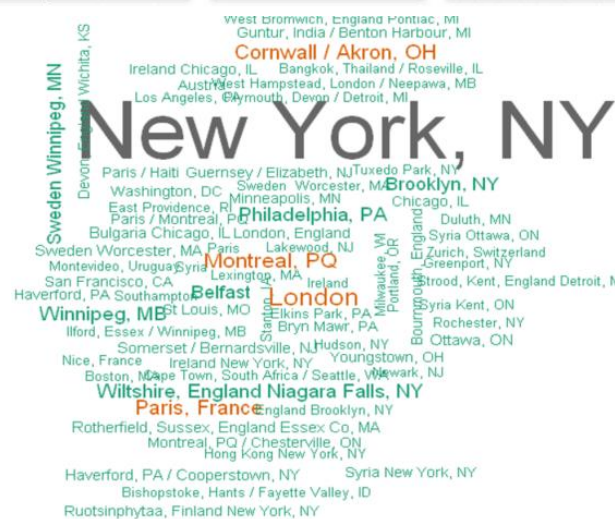 West Bromwich, England Pontiac, MI
Guntur, India / Benton Harbour, MI
Cornwall / Akron, OH
Ireland Chicago, IL
Bangkok, Thailand / Roseville, IL
Austria
West Hampstead, London / Neepawa, MB
Los Angeles, CA
Plymouth, Devon / Detroit, MI
Sweden Winnipeg, MN
Devon, England Wichita, KS
New York, NY
Paris / Haiti
Guernsey / Elizabeth, NJ
Tuxedo Park, NY
Washington, DC
Sweden Worcester, MA
Brooklyn, NY
Minneapolis, MN
Chicago, IL
East Providence, RI
Paris / Montreal, PQ
Philadelphia, PA
Duluth, MN
Bulgaria Chicago, IL
London, England
Syria Ottawa, ON
Sweden Worcester, MA
Paris
Lakewood, NJ
Zurich, Switzerland
Montevideo, Uruguay
Syria
Montreal, PQ
Greenport, NY
Milwaukee, WI
Portland, OR
Bournmouth, England
San Francisco, CA
Lexington, MA
Ireland
Strood, Kent, England Detroit,
Haverford, PA
Southampton
Belfast
London
Syria Kent, ON
Winnipeg, MB
St Louis, MO
Stanton, IA
Elkins Park, PA
Rochester, NY
Ilford, Essex / Winnipeg, MB
Bryn Mawr, PA
Ottawa, ON
Somerset / Bernardsville, NJ
Hudson, NY
Nice, France
Ireland New York, NY
Youngstown, OH
Boston, MA
Cape Town, South Africa / Seattle, WA
Newark, NJ
Wiltshire, England Niagara Falls, NY
Paris, France
England Brooklyn, NY
Rotherfield, Sussex, England Essex Co, MA
Montreal, PQ / Chesterville, ON
Hong Kong New York, NY
Haverford, PA / Cooperstown, NY
Syria New York, NY
Bishopstoke, Hants / Fayette Valley, ID
Ruotsinphytaa, Finland New York, NY